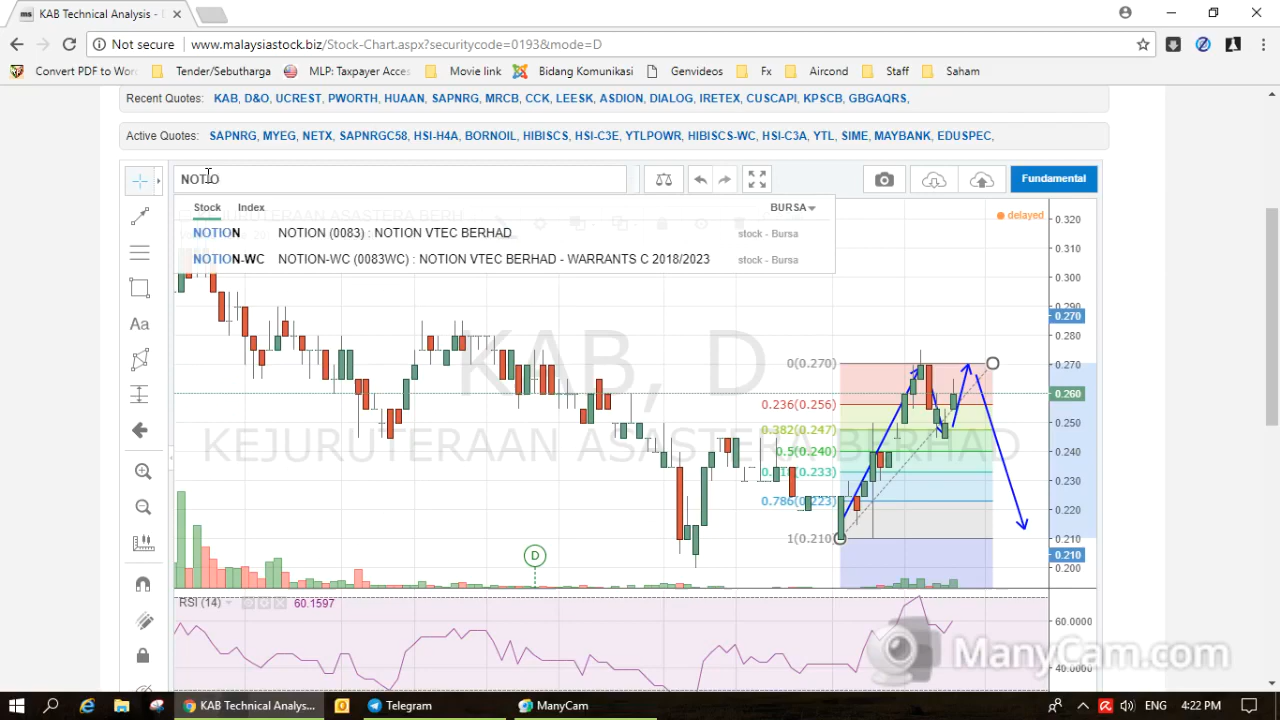 KAB Technical Analysis -
Not secure
www.malaysiastock.biz/Stock-Chart.aspx?securitycode=0193&mode=D
Convert PDF to Word
Tender/Sebutharga
MLP: Taxpayer Acces
Movie link
Bidang Komunikasi
Genvideos
Fx
Aircond
Staff
Saham
Recent Quotes: KAB, D&O, UCREST, PWORTH, HUAAN, SAPNRG, MRCB, CCK, LEESK, ASDION, DIALOG, IRETEX, CUSCAPI, KPSCB, GBGAQRS,
Active Quotes: SAPNRG, MYEG, NETX, SAPNRGC58, HSI-H4A, BORNOIL, HIBISCS, HSI-C3E, YTLPOWR, HIBISCS-WC, HSI-C3A, YTL, SIME, MAYBANK, EDUSPEC,
NOTIO
Fundamental
Stock
Index
BURSA
delayed
NOTION
NOTION (0083) : NOTION VTEC BERHAD
stock - Bursa
NOTION-WC
NOTION-WC (0083WC) : NOTION VTEC BERHAD - WARRANTS C 2018/2023
stock - Bursa
Aa
KAB, D
KEJURUTERAAN ASASTERA BERHAD
0(0.270)
0.236(0.256)
0.382(0.247)
0.5(0.240)
0.786(0.223)
1(0.210)
D
0.320
0.310
0.300
0.290
0.270
0.280
0.270
0.260
0.250
0.240
0.230
0.220
0.210
0.210
0.200
RSI (14)
60.1597
60.0000
40.0000
ManyCam.com
KAB Technical Analys...
Telegram
ManyCam
ENG
4:22 PM